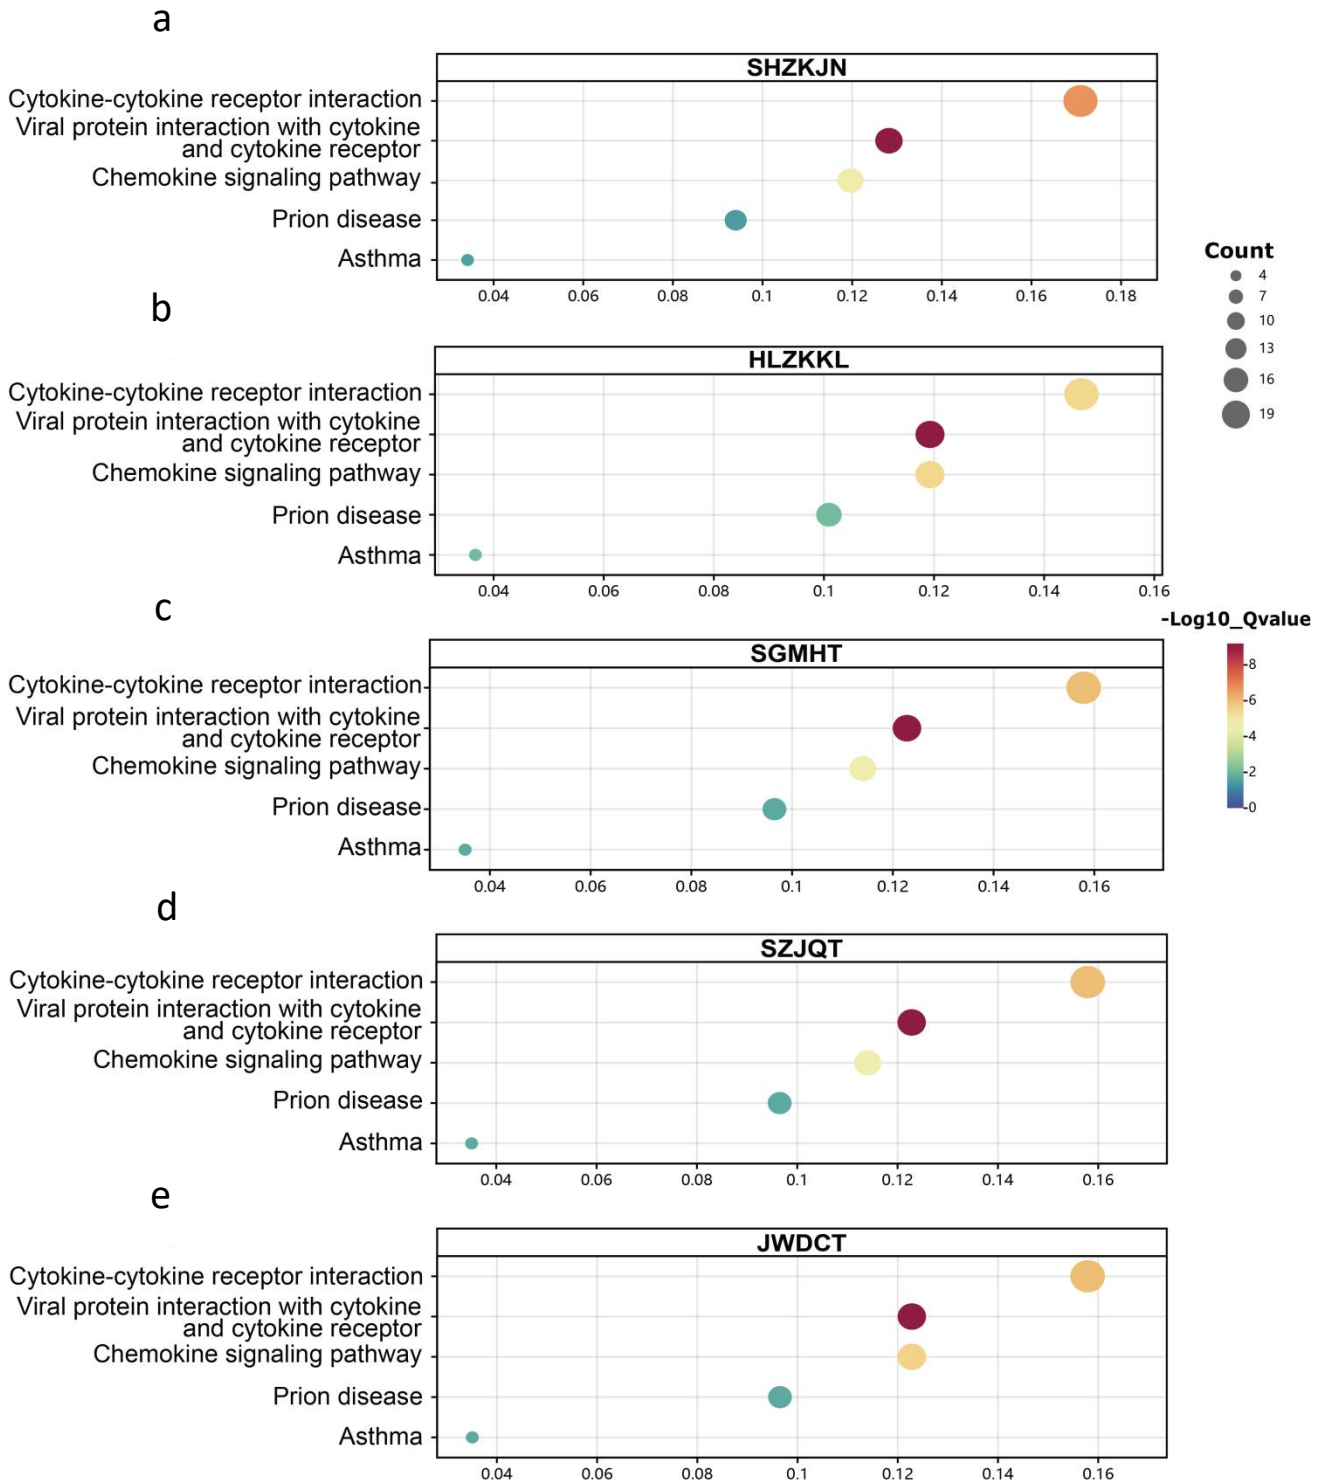 a
SHZKJN
Cytokine-cytokine receptor interaction
Viral protein interaction with cytokine
and cytokine receptor
Chemokine signaling pathway
Prion disease
Asthma
0.04 0.06 0.08 0.1 0.12 0.14 0.16 0.18
b
HLZKKL
Cytokine-cytokine receptor interaction
Viral protein interaction with cytokine
and cytokine receptor
Chemokine signaling pathway
Prion disease
Asthma
0.04 0.06 0.08 0.1 0.12 0.14 0.16
c
SGMHT
Cytokine-cytokine receptor interaction
Viral protein interaction with cytokine
and cytokine receptor
Chemokine signaling pathway
Prion disease
Asthma
0.04 0.06 0.08 0.1 0.12 0.14 0.16
d
SZJQT
Cytokine-cytokine receptor interaction
Viral protein interaction with cytokine
and cytokine receptor
Chemokine signaling pathway
Prion disease
Asthma
0.04 0.06 0.08 0.1 0.12 0.14 0.16
e
JWDCT
Cytokine-cytokine receptor interaction
Viral protein interaction with cytokine
and cytokine receptor
Chemokine signaling pathway
Prion disease
Asthma
0.04 0.06 0.08 0.1 0.12 0.14 0.16
Count
4
7
10
13
16
19
-Log10_Qvalue
8
6
4
2
0